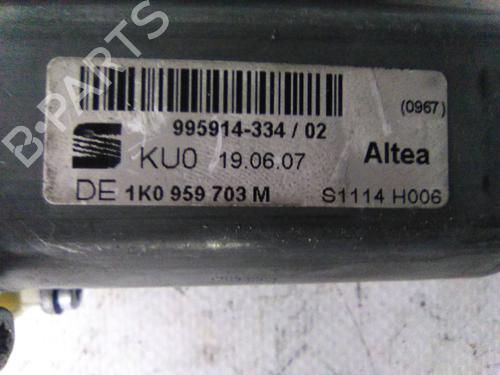 B-PARTS
(0967)
995914-334 / 02
KU0 19.06.07 Altea
DE 1K0 959 703 M S1114 H006